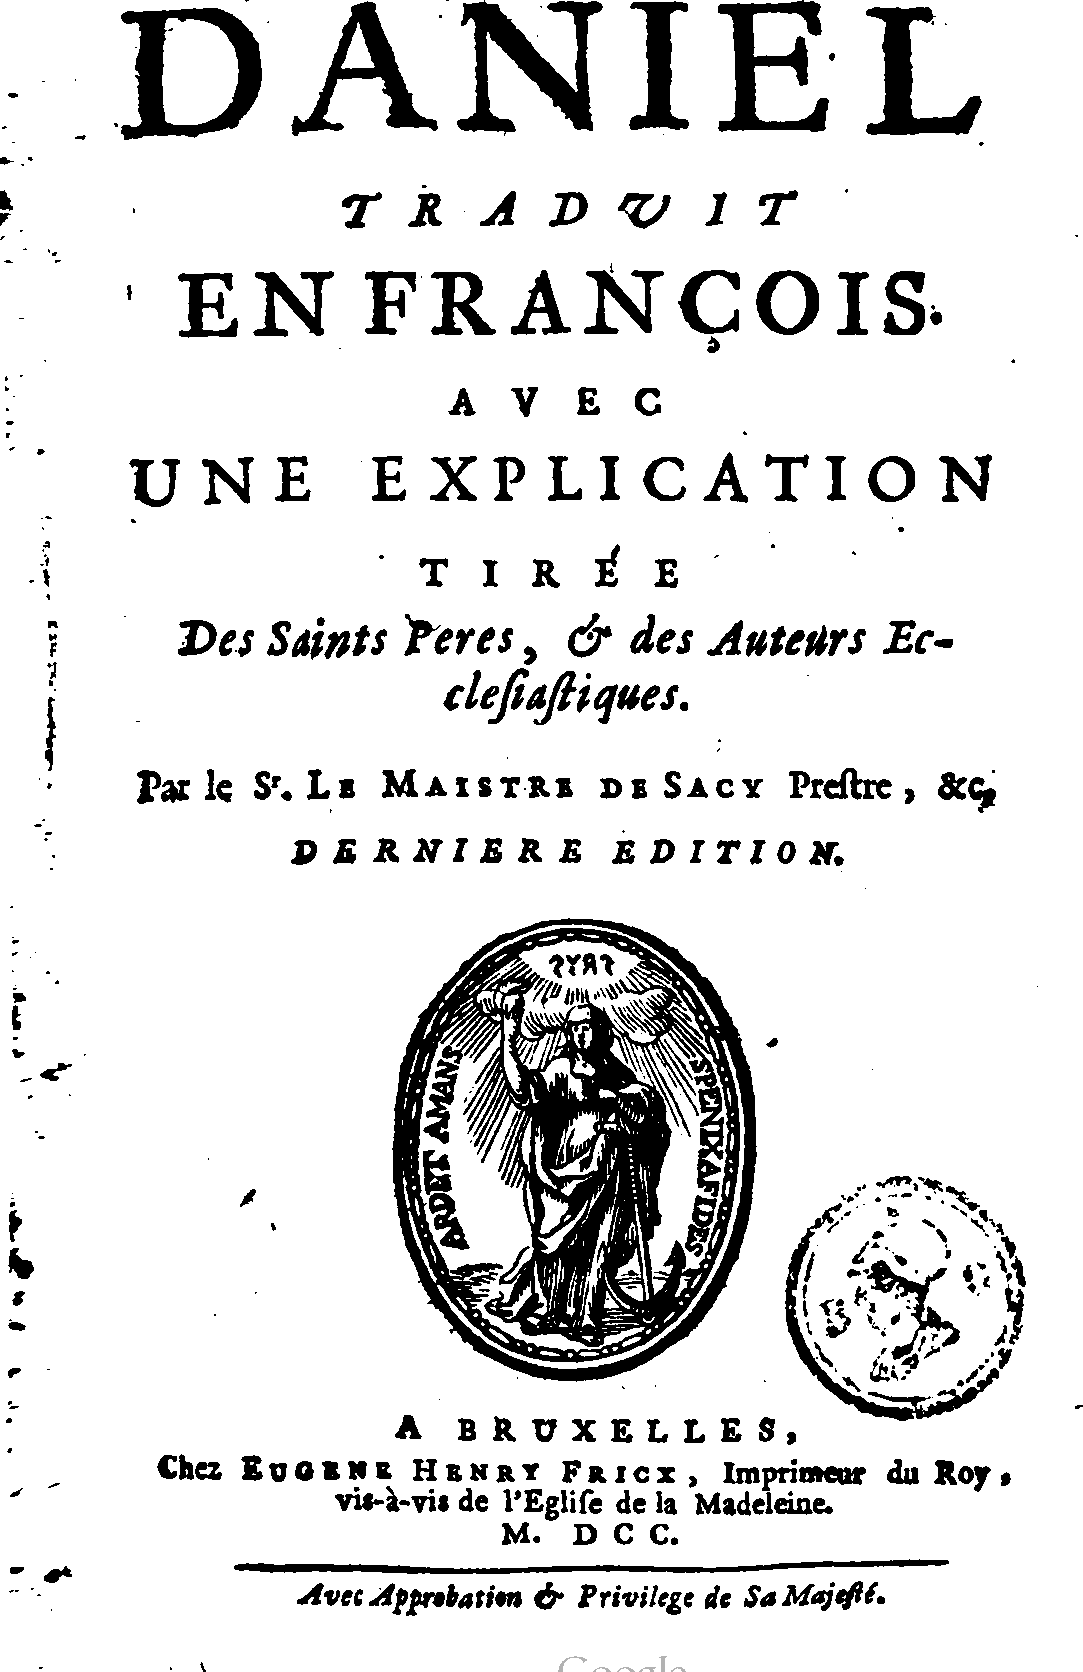 DANIEL
TRADUIT
EN FRANÇOIS.
AVEC
UNE EXPLICATION
TIRÉE
Des Saints Peres, & des Auteurs Ec-
cleſiaſtiques.
Par le Sr. LE MAISTRE DE SACY Preſtre, &c,
DERNIERE EDITION.
ARDET AMANS
SPENIXAFIDES
A BRUXELLES,
Chez EUGENE HENRY FRICX, Imprimeur du Roy,
vis-à-vis de l'Egliſe de la Madeleine.
M. DCC.
Avec Approbation & Privilege de Sa Majeſté.
Google